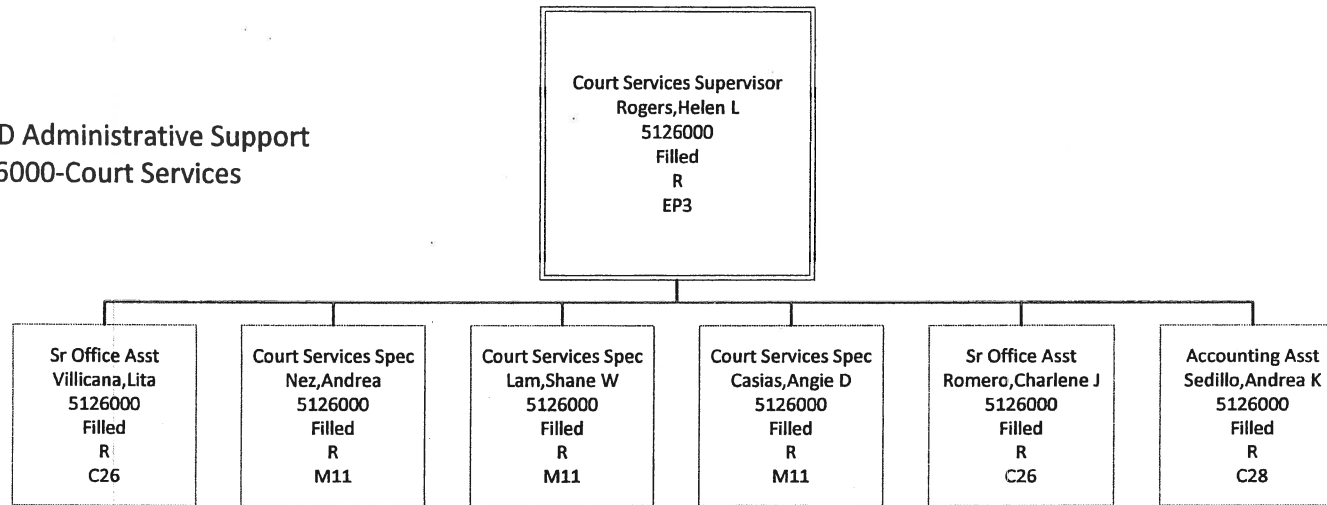 D Administrative Support
6000-Court Services
Court Services Supervisor
Rogers,Helen L
5126000
Filled
R
EP3
Sr Office Asst
Villicana,Lita
5126000
Filled
R
C26
Court Services Spec
Nez,Andrea
5126000
Filled
R
M11
Court Services Spec
Lam,Shane W
5126000
Filled
R
M11
Court Services Spec
Casias,Angie D
5126000
Filled
R
M11
Sr Office Asst
Romero,Charlene J
5126000
Filled
R
C26
Accounting Asst
Sedillo,Andrea K
5126000
Filled
R
C28